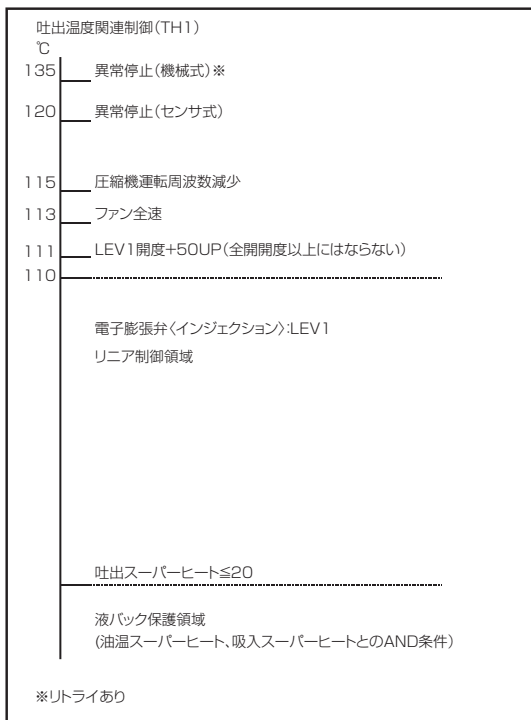 吐出温度関連制御(TH1)
℃
135 異常停止(機械式)※
120 異常停止(センサ式)
115 圧縮機運転周波数減少
113 ファン全速
111 LEV1開度+50UP(全開開度以上にはならない)
110
電子膨張弁〈インジェクション〉:LEV1
リニア制御領域
吐出スーパーヒート≦20
液バック保護領域
(油温スーパーヒート、吸入スーパーヒートとのAND条件)
※リトライあり